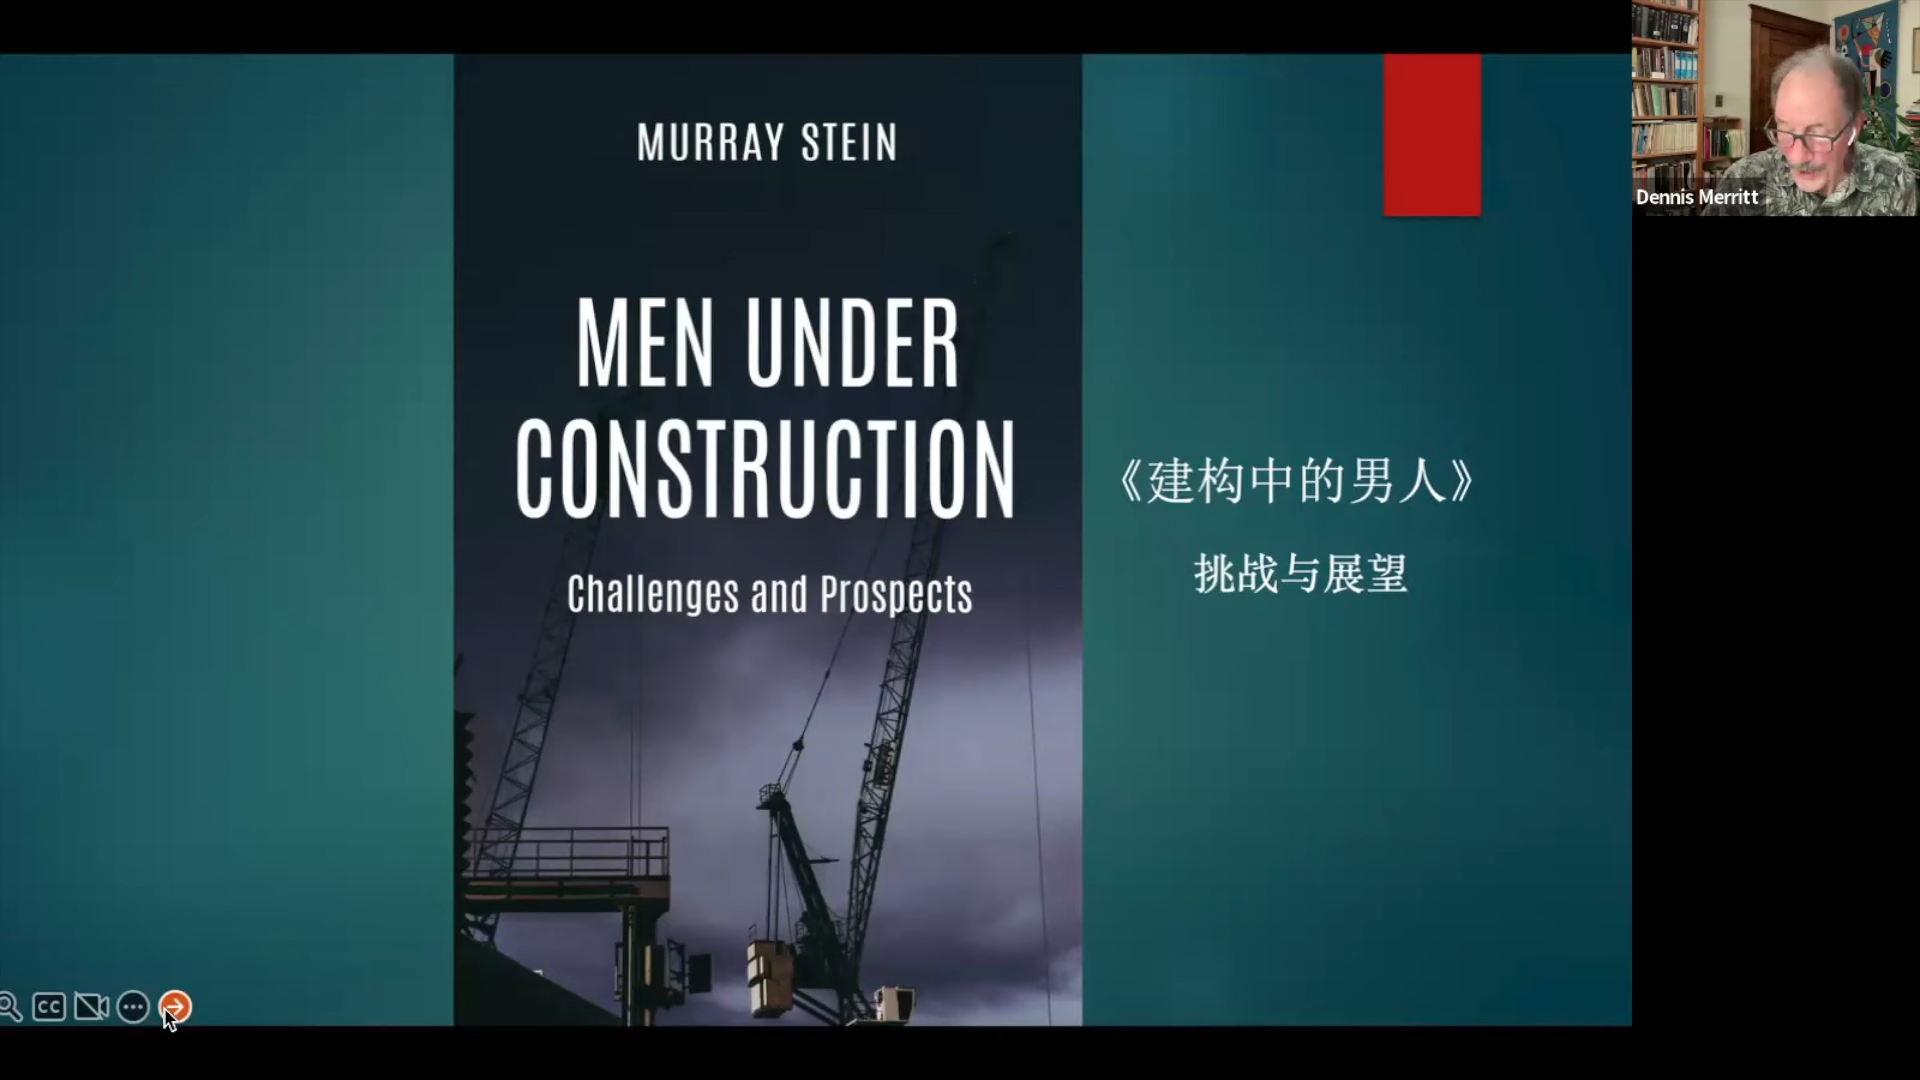 MURRAY STEIN
MEN UNDER
CONSTRUCTION
Challenges and Prospects
《建构中的男人》
挑战与展望
Dennis Merritt
CC